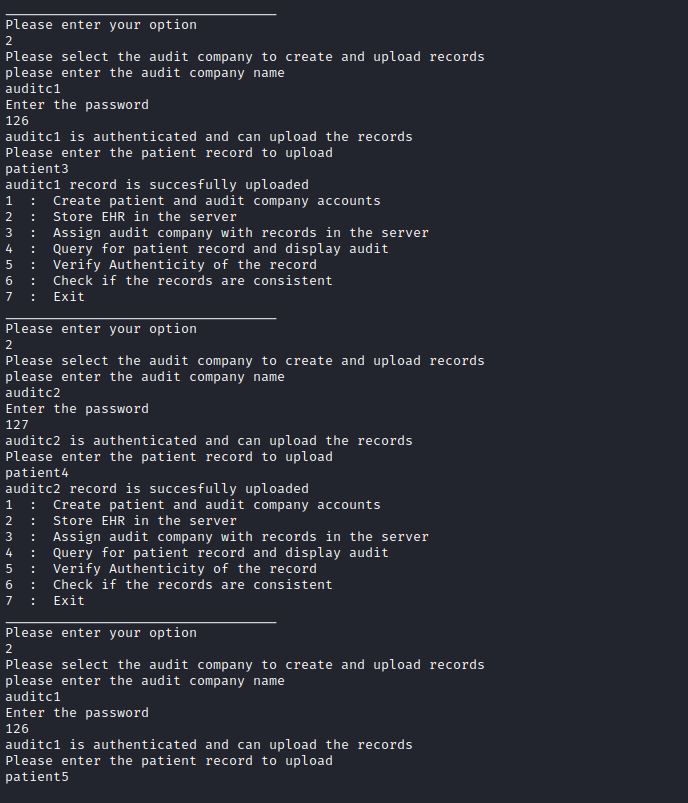 Please enter your option
2
Please select the audit company to create and upload records
please enter the audit company name
auditc1
Enter the password
126
auditc1 is authenticated and can upload the records
Please enter the patient record to upload
patient3
auditc1 record is succesfully uploaded
1  :  Create patient and audit company accounts
2  :  Store EHR in the server
3  :  Assign audit company with records in the server
4  :  Query for patient record and display audit
5  :  Verify Authenticity of the record
6  :  Check if the records are consistent
7  :  Exit
Please enter your option
2
Please select the audit company to create and upload records
please enter the audit company name
auditc2
Enter the password
127
auditc2 is authenticated and can upload the records
Please enter the patient record to upload
patient4
auditc2 record is succesfully uploaded
1  :  Create patient and audit company accounts
2  :  Store EHR in the server
3  :  Assign audit company with records in the server
4  :  Query for patient record and display audit
5  :  Verify Authenticity of the record
6  :  Check if the records are consistent
7  :  Exit
Please enter your option
2
Please select the audit company to create and upload records
please enter the audit company name
auditc1
Enter the password
126
auditc1 is authenticated and can upload the records
Please enter the patient record to upload
patient5